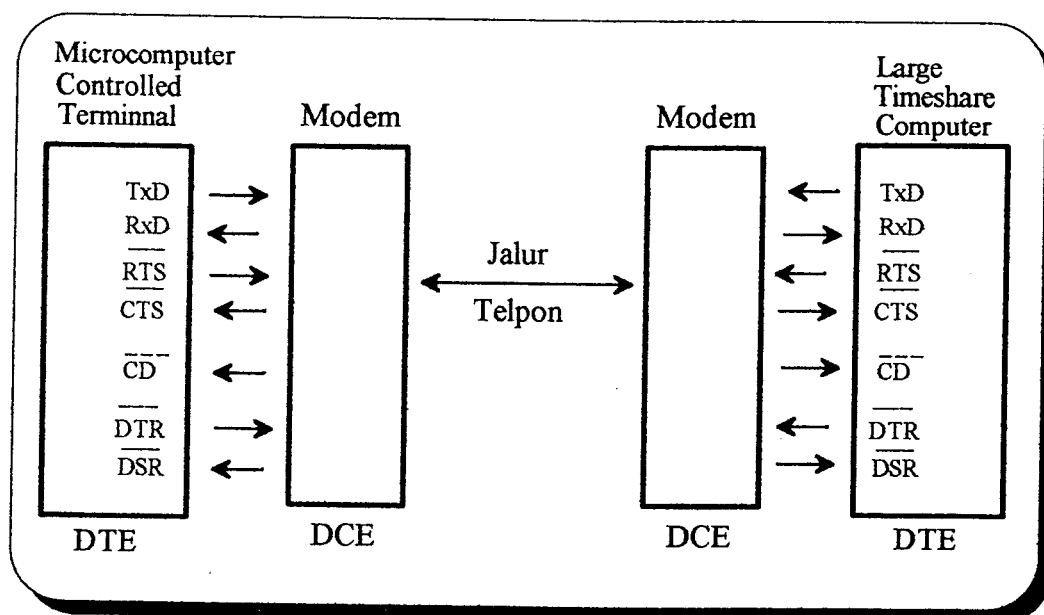 Microcomputer
Controlled
Terminnal
Modem
Modem
Large
Timeshare
Computer
TxD
RxD
RTS
CTS
CD
DTR
DSR
Jalur
Telpon
TxD
RxD
RTS
CTS
CD
DTR
DSR
DTE
DCE
DCE
DTE